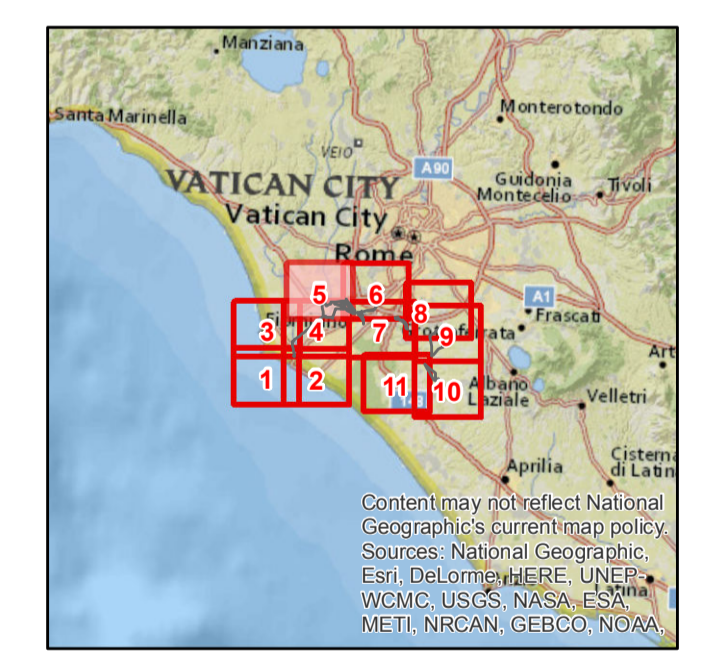 Manziana
Santa Marinella
Monterotondo
VEIO
A90
Guidonia
Montecelio
Tivoli
VATICAN CITY
Vatican City
Rome
5
6
A1
8
Frascati
3
4
7
9
1
2
11
10
Albano
Laziale
Velletri
Art
Cisterna
di Latin
Aprilia
Content may not reflect National
Geographic's current map policy.
Sources: National Geographic,
Esri, DeLorme, HERE, UNEP-
WCMC, USGS, NASA, ESA,
METI, NRCAN, GEBCO, NOAA,
atina